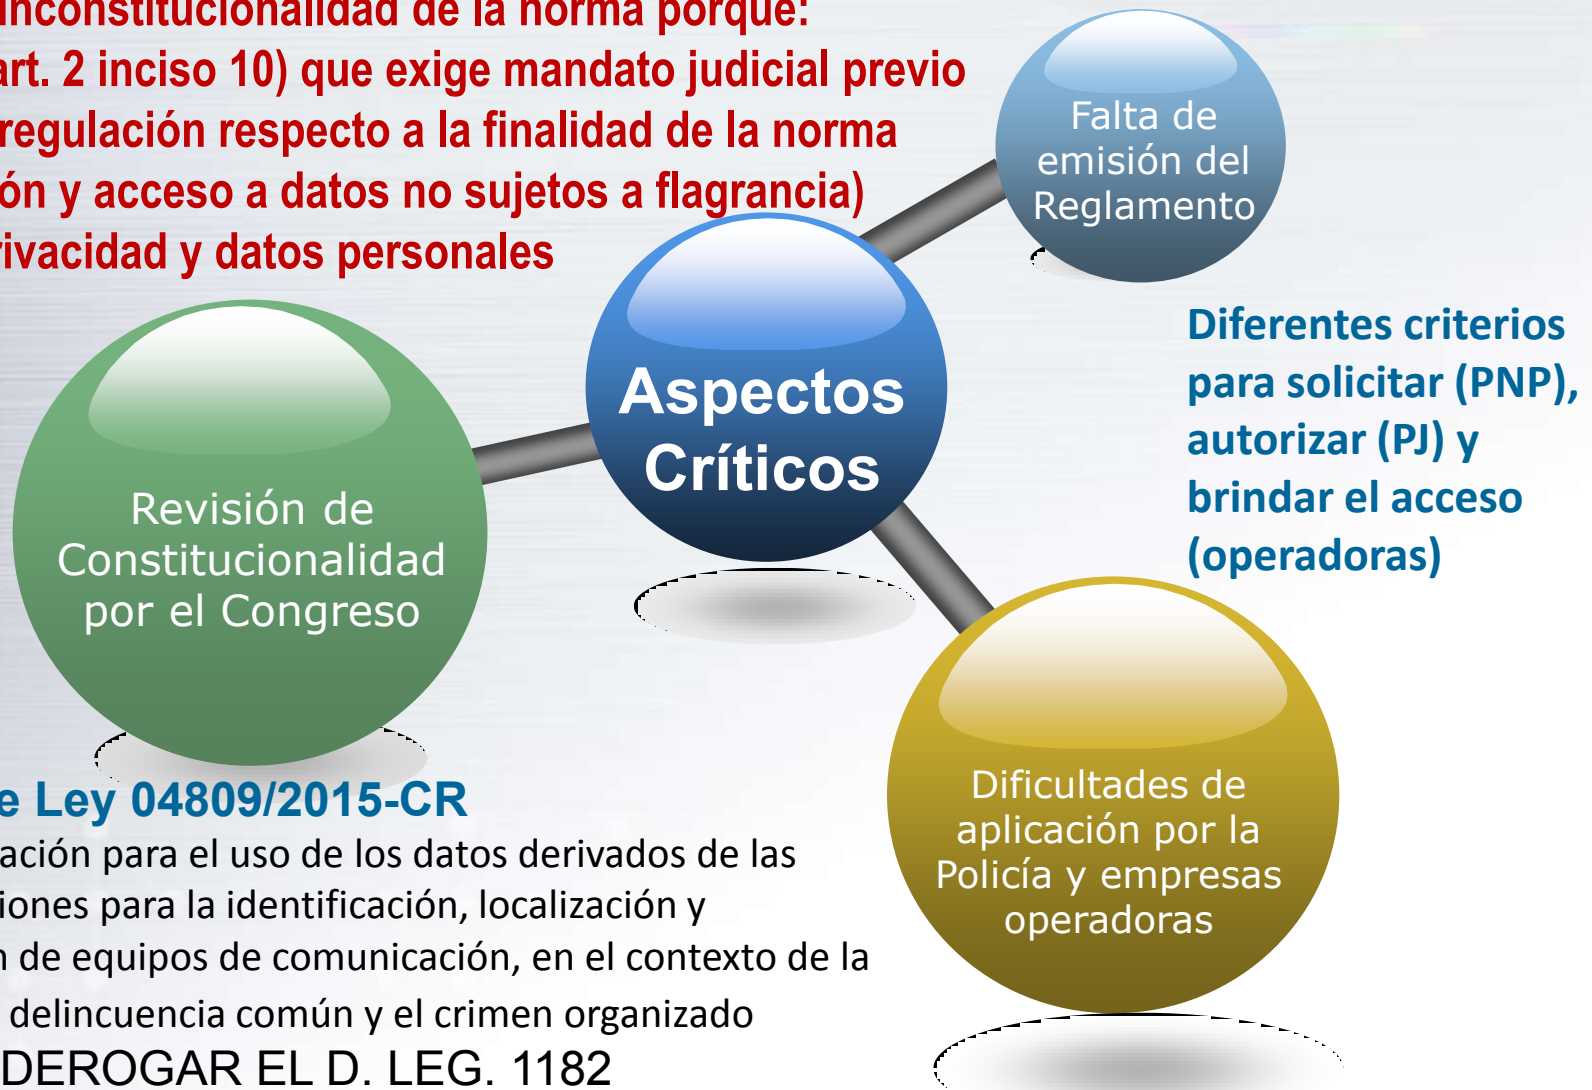 inconstitucionalidad de la norma porque:
art. 2 inciso 10) que exige mandato judicial previo
regulación respecto a la finalidad de la norma
ón y acceso a datos no sujetos a flagrancia)
rivacidad y datos personales
Falta de
emisión del
Reglamento
Aspectos
Críticos
Diferentes criterios
para solicitar (PNP),
autorizar (PJ) y
brindar el acceso
(operadoras)
Revisión de
Constitucionalidad
por el Congreso
Dificultades de
aplicación por la
Policía y empresas
operadoras
e Ley 04809/2015-CR
ación para el uso de los datos derivados de las
iones para la identificación, localización y
n de equipos de comunicación, en el contexto de la
delincuencia común y el crimen organizado
DEROGAR EL D. LEG. 1182